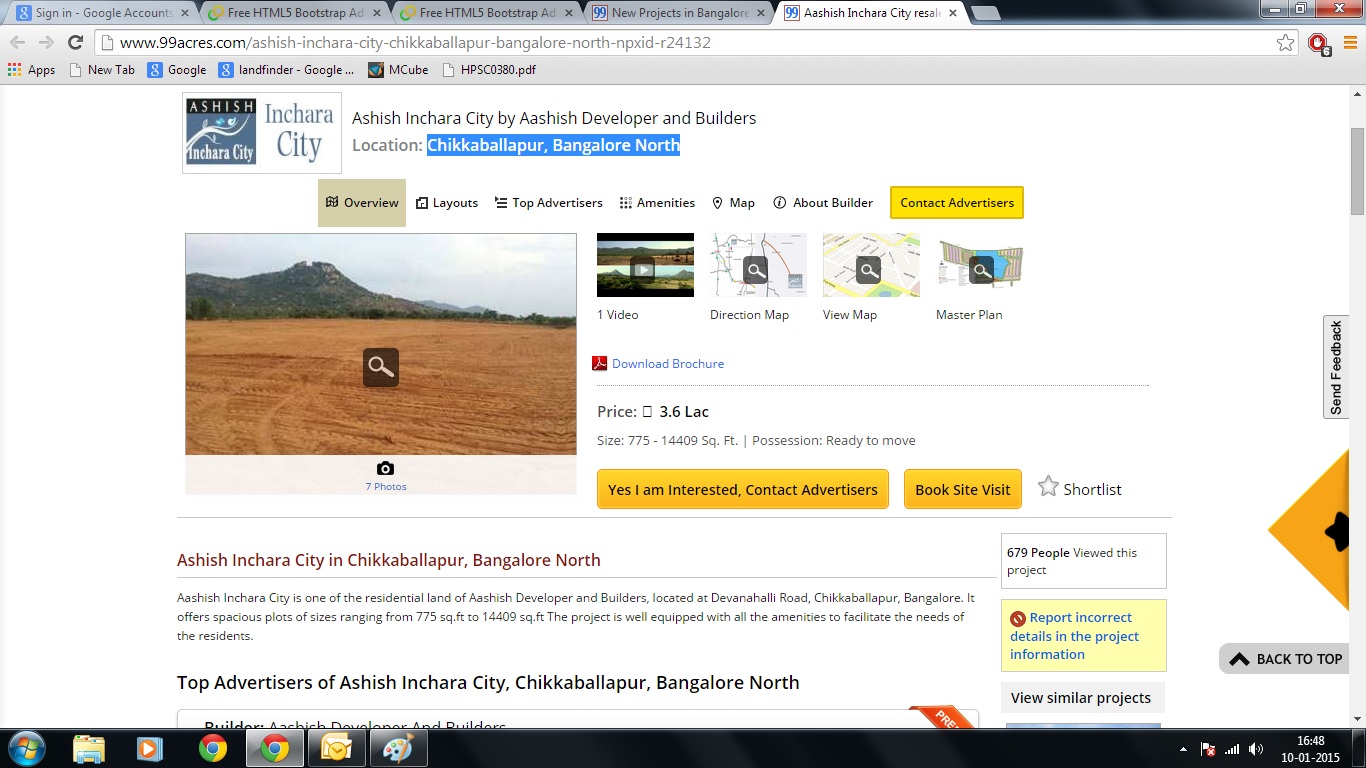 Sign in - Google Accounts
Free HTML5 Bootstrap Ad
Free HTML5 Bootstrap Ad
New Projects in Bangalore
Aashish Inchara City resale
www.99acres.com/ashish-inchara-city-chikkaballapur-bangalore-north-npxid-r24132
Apps
New Tab
Google
landfinder - Google ...
MCube
HPSC0380.pdf
ASHISH
Inchara City
Inchara
City
Ashish Inchara City by Aashish Developer and Builders
Location: Chikkaballapur, Bangalore North
Overview
Layouts
Top Advertisers
Amenities
Map
About Builder
Contact Advertisers
1 Video
Direction Map
View Map
Master Plan
Download Brochure
Price: 3.6 Lac
Size: 775 - 14409 Sq. Ft. | Possession: Ready to move
7 Photos
Yes I am Interested, Contact Advertisers
Book Site Visit
Shortlist
Send Feedback
Ashish Inchara City in Chikkaballapur, Bangalore North
Aashish Inchara City is one of the residential land of Aashish Developer and Builders, located at Devanahalli Road, Chikkaballapur, Bangalore. It
offers spacious plots of sizes ranging from 775 sq.ft to 14409 sq.ft The project is well equipped with all the amenities to facilitate the needs of
the residents.
679 People Viewed this
project
Report incorrect
details in the project
information
BACK TO TOP
View similar projects
Top Advertisers of Ashish Inchara City, Chikkaballapur, Bangalore North
Builder: Aashish Developer And Builders
PRE
16:48
10-01-2015